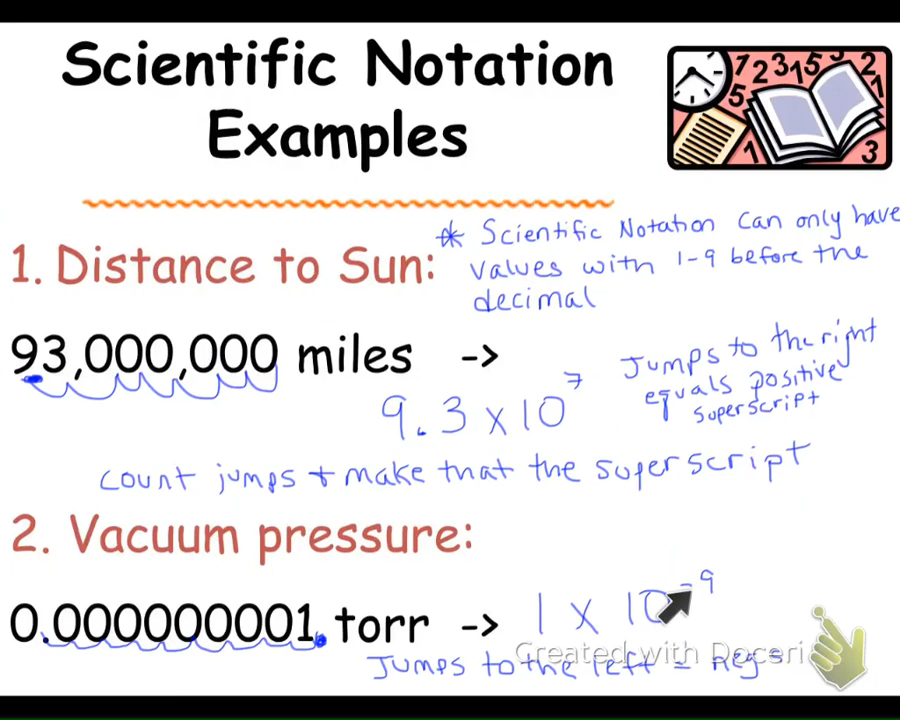 Scientific Notation
Examples
1. Distance to Sun:
* Scientific Notation can only have
values with 1-9 before the
decimal
93,000,000 miles ->
9.3 x 10⁷
Jumps to the right
equals positive
superscript
count jumps + make that the superscript
2. Vacuum pressure:
0.000000001. torr -> 1 x 10⁻⁹
Created with Doceri
Jumps to the left = neg